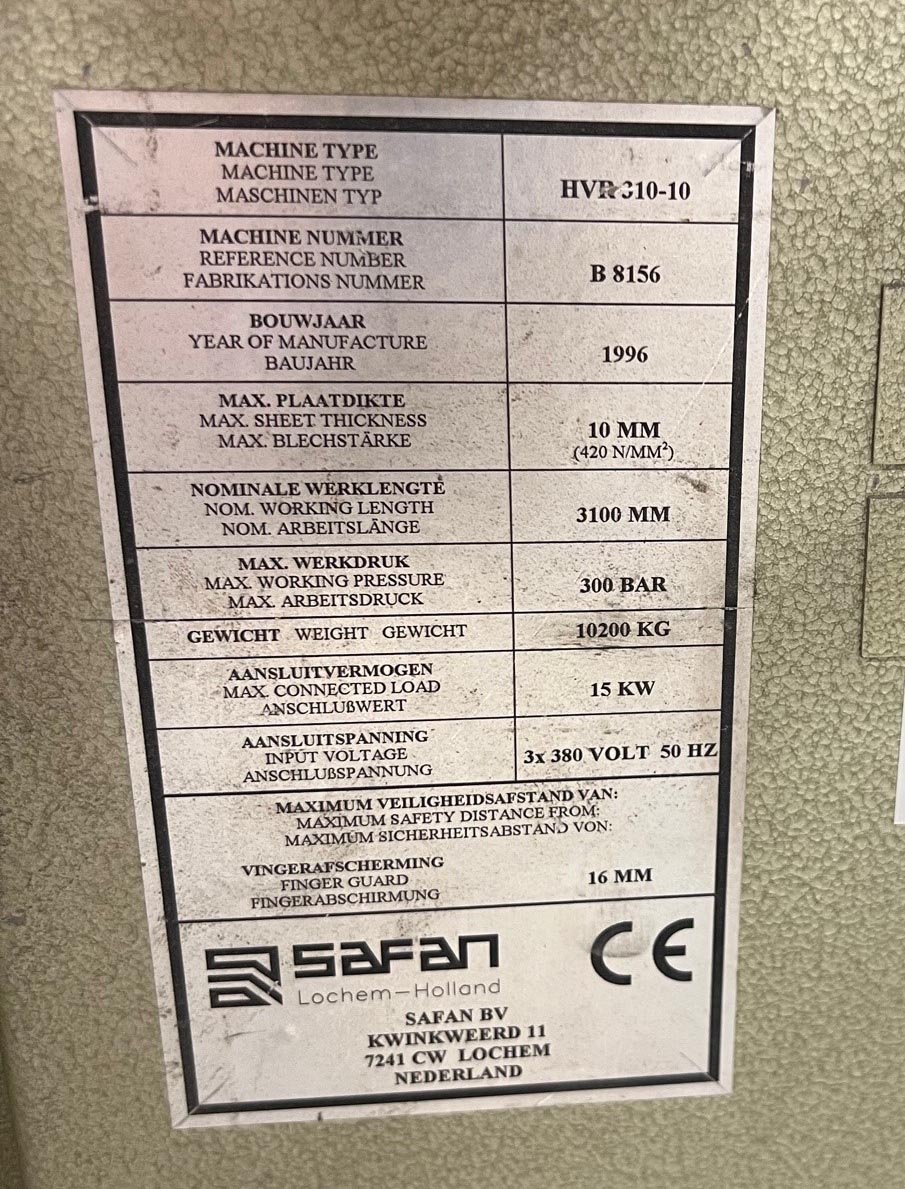 MACHINE TYPE
MACHINE TYPE
MASCHINEN TYP
HVR 310-10
MACHINE NUMMER
REFERENCE NUMBER
FABRIKATIONS NUMMER
B 8156
BOUWJAAR
YEAR OF MANUFACTURE
BAUJAHR
1996
MAX. PLAATDIKTE
MAX. SHEET THICKNESS
MAX. BLECHSTÄRKE
10 MM
(420 N/MM²)
NOMINALE WERKLENGTE
NOM. WORKING LENGTH
NOM. ARBEITSLÄNGE
3100 MM
MAX. WERKDRUK
MAX. WORKING PRESSURE
MAX. ARBEITSDRUCK
300 BAR
GEWICHT WEIGHT GEWICHT
10200 KG
AANSLUITVERMOGEN
MAX. CONNECTED LOAD
ANSCHLUßWERT
15 KW
AANSLUITSPANNING
INPUT VOLTAGE
ANSCHLUßSPANNUNG
3x 380 VOLT 50 HZ
MAXIMUM VEILIGHEIDSAFSTAND VAN:
MAXIMUM SAFETY DISTANCE FROM:
MAXIMUM SICHERHEITSABSTAND VON:
VINGERAFSCHERMING
FINGER GUARD
FINGERABSCHIRMUNG
16 MM
SAFAN
Lochem-Holland
CE
SAFAN BV
KWINKWEERD 11
7241 CW LOCHEM
NEDERLAND